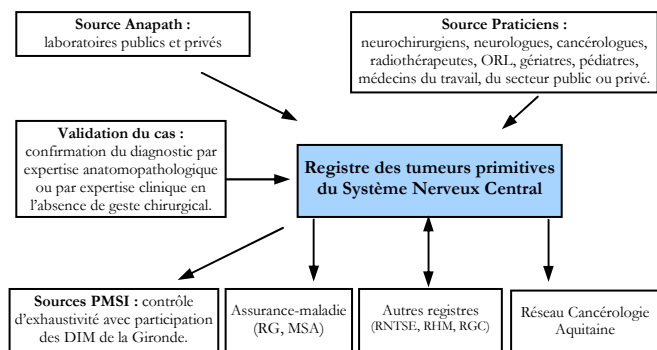 Source Anapath :
laboratoires publics et privés
Source Praticiens :
neurochirurgiens, neurologues, cancérologues,
radiothérapeutes, ORL, gériatres, pédiatres,
médecins du travail, du secteur public ou privé.
Validation du cas :
confirmation du diagnostic par
expertise anatomopathologique
ou par expertise clinique en
l'absence de geste chirurgical.
Registre des tumeurs primitives
du Système Nerveux Central
Sources PMSI : contrôle
d'exhaustivité avec participation
des DIM de la Gironde.
Assurance-maladie
(RG, MSA)
Autres registres
(RNTSE, RHM, RGC)
Réseau Cancérologie
Aquitaine